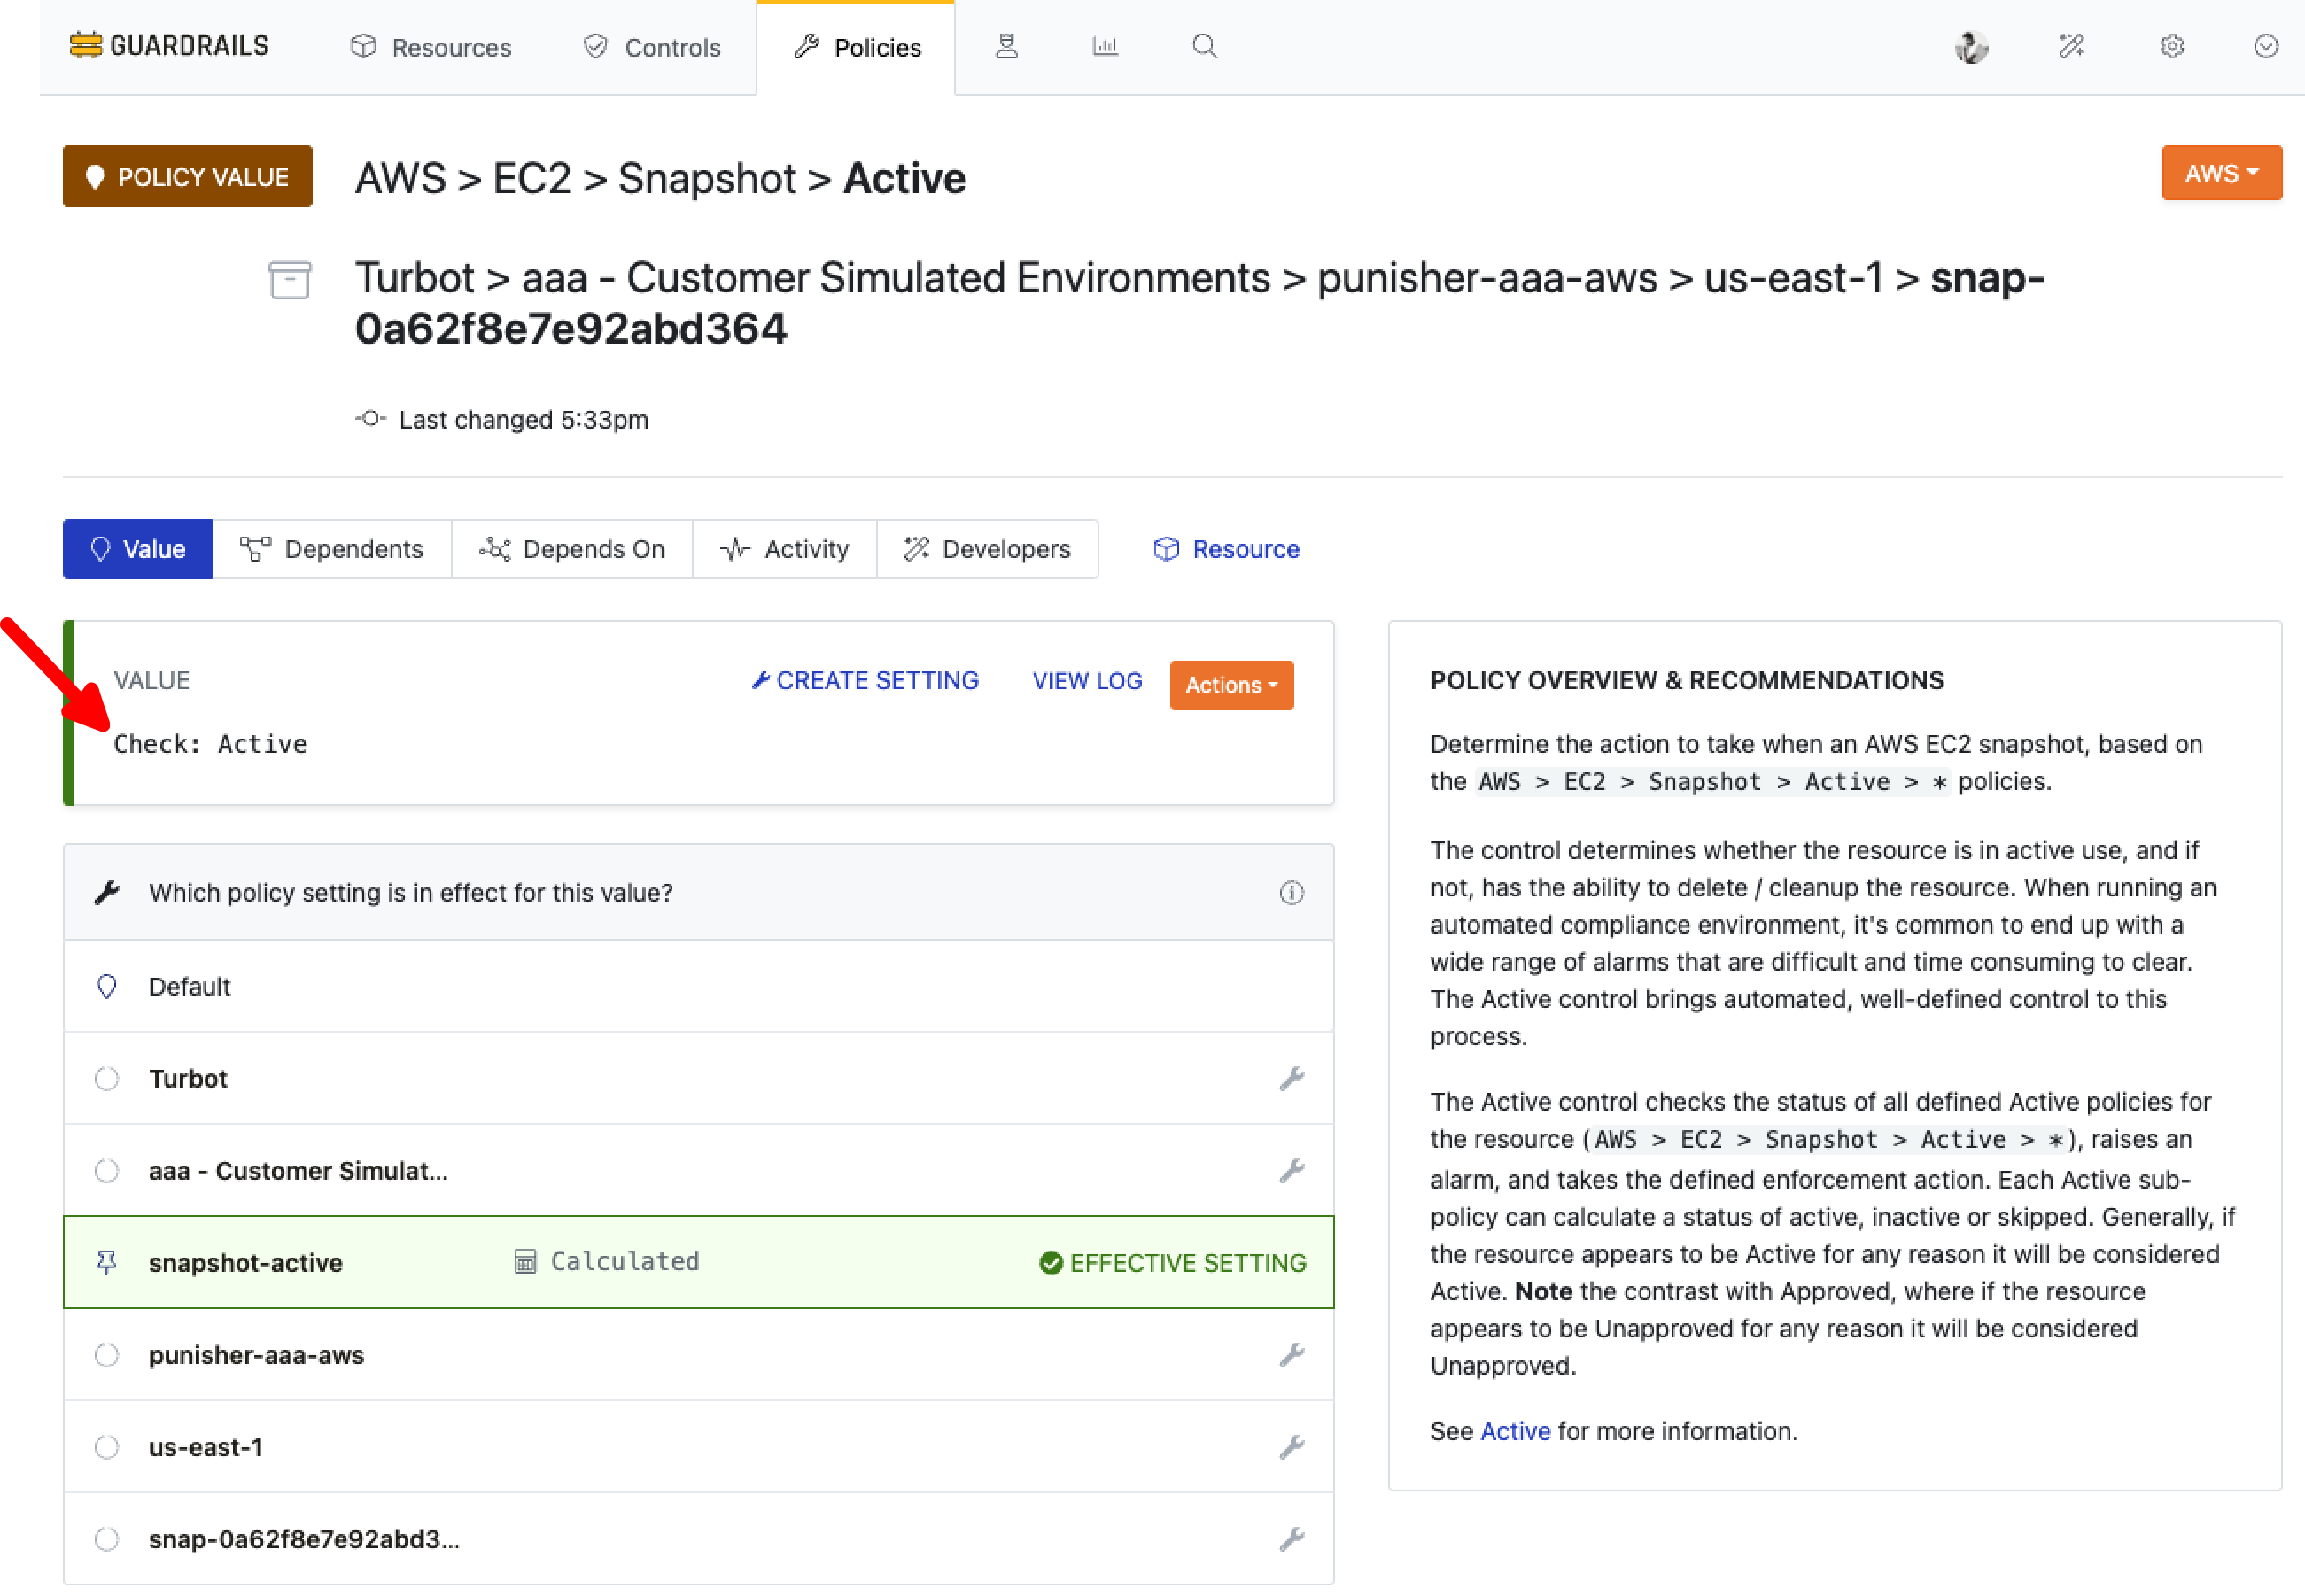 GUARDRAILS Resources Controls Policies
POLICY VALUE AWS > EC2 > Snapshot > Active AWS
Turbot > aaa - Customer Simulated Environments > punisher-aaa-aws > us-east-1 > snap-
0a62f8e7e92abd364
Last changed 5:33pm
Value Dependents Depends On Activity Developers Resource
VALUE CREATE SETTING VIEW LOG Actions
Check: Active
Which policy setting is in effect for this value?
Default
Turbot
aaa - Customer Simulat...
snapshot-active Calculated EFFECTIVE SETTING
punisher-aaa-aws
us-east-1
snap-0a62f8e7e92abd3...
POLICY OVERVIEW & RECOMMENDATIONS
Determine the action to take when an AWS EC2 snapshot, based on
the AWS > EC2 > Snapshot > Active > * policies.
The control determines whether the resource is in active use, and if
not, has the ability to delete / cleanup the resource. When running an
automated compliance environment, it's common to end up with a
wide range of alarms that are difficult and time consuming to clear.
The Active control brings automated, well-defined control to this
process.
The Active control checks the status of all defined Active policies for
the resource (AWS > EC2 > Snapshot > Active > *), raises an
alarm, and takes the defined enforcement action. Each Active sub-
policy can calculate a status of active, inactive or skipped. Generally, if
the resource appears to be Active for any reason it will be considered
Active. Note the contrast with Approved, where if the resource
appears to be Unapproved for any reason it will be considered
Unapproved.
See Active for more information.